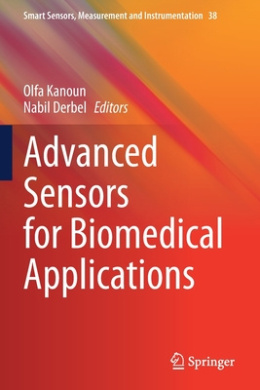 Smart Sensors, Measurement and Instrumentation 38
Olfa Kanoun
Nabil Derbel Editors
Advanced
Sensors
for Biomedical
Applications
Springer